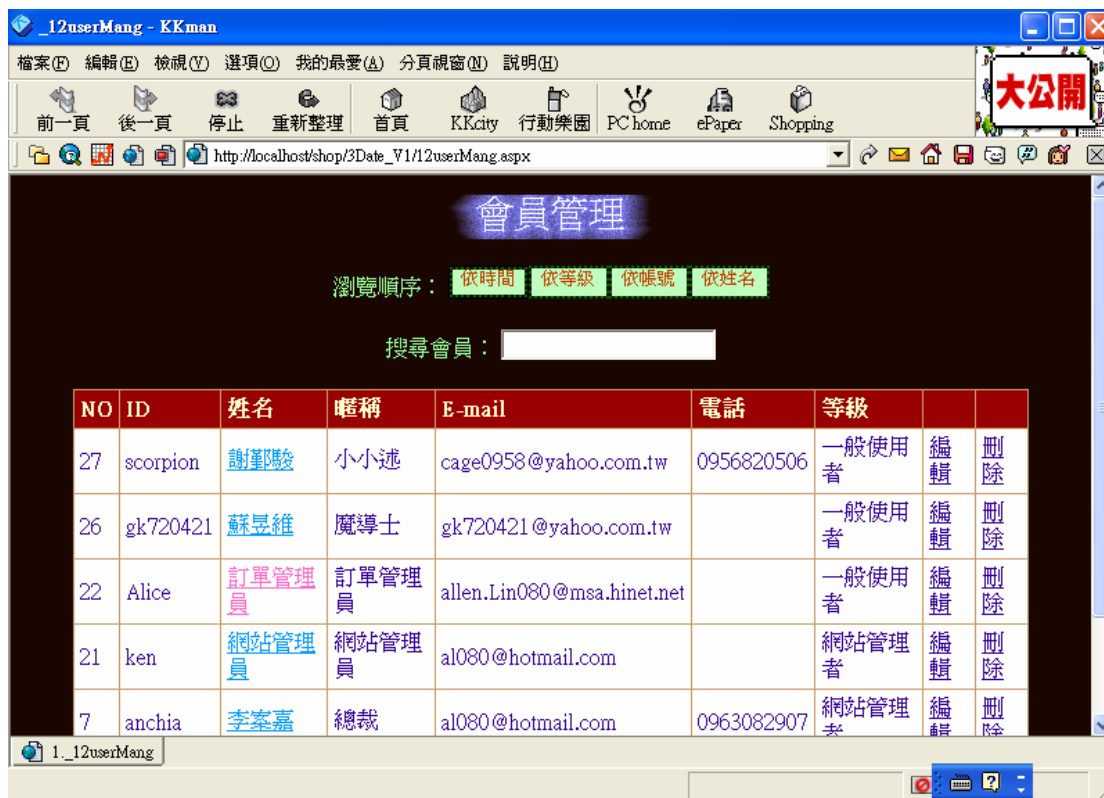 _12userMang - KKman
檔案(F) 編輯(E) 檢視(V) 選項(O) 我的最愛(A) 分頁視窗(N) 說明(H)
大公開
前一頁 後一頁 停止 重新整理 首頁 KKcity 行動樂園 PChome ePaper Shopping
http://localhost/shop/3Date_V1/12userMang.aspx
會員管理
瀏覽順序： 依時間 依等級 依帳號 依姓名
搜尋會員：
NO ID 姓名 暱稱 E-mail 電話 等級
27 scorpion 謝鄞駿 小小述 cage0958@yahoo.com.tw 0956820506 一般使用者 編輯 刪除
26 gk720421 蘇昱維 魔導士 gk720421@yahoo.com.tw 一般使用者 編輯 刪除
22 Alice 訂單管理員 訂單管理員 allen.Lin080@msa.hinet.net 一般使用者 編輯 刪除
21 ken 網站管理員 網站管理員 al080@hotmail.com 網站管理者 編輯 刪除
7 anchia 李案嘉 總裁 al080@hotmail.com 0963082907 網站管理者 編輯 刪除
1._12userMang